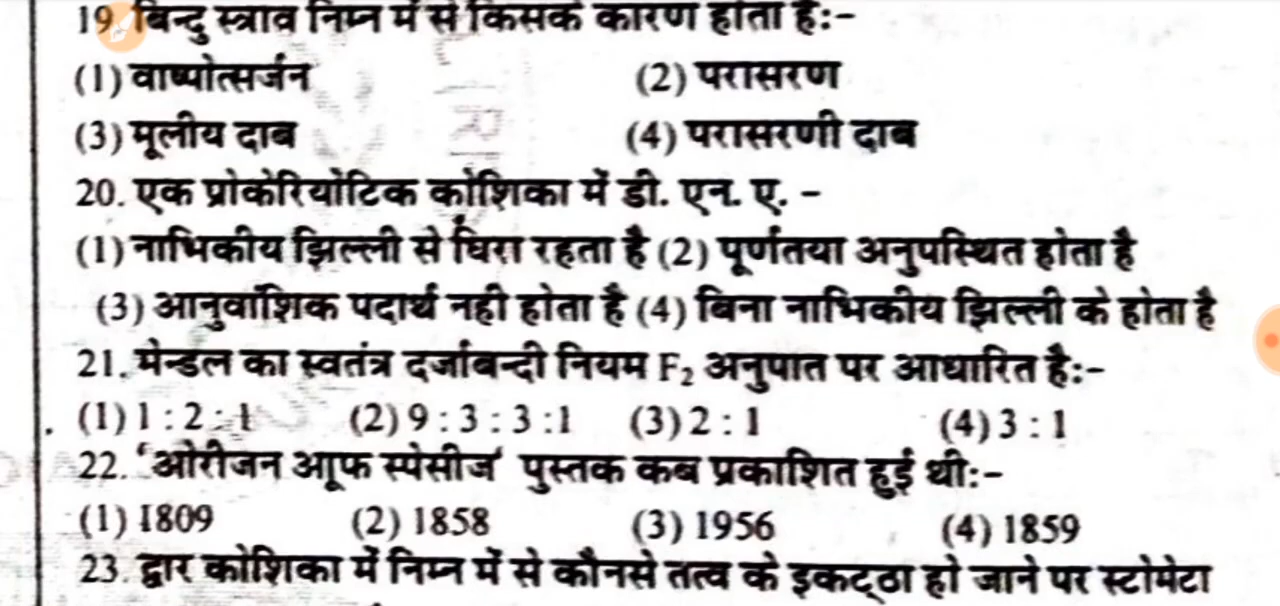 19. बिन्दु स्त्राव निम्न में से किसके कारण होता है:-
(1) वाष्पोत्सर्जन (2) परासरण
(3) मूलीय दाब (4) परासरणी दाब
20. एक प्रोकेरियोटिक कोशिका में डी. एन. ए. -
(1) नाभिकीय झिल्ली से घिरा रहता है (2) पूर्णतया अनुपस्थित होता है
(3) आनुवांशिक पदार्थ नही होता है (4) बिना नाभिकीय झिल्ली के होता है
21. मेन्डल का स्वतंत्र दर्जाबन्दी नियम F₂ अनुपात पर आधारित है:-
(1) 1 : 2 : 1 (2) 9 : 3 : 3 :1 (3) 2 : 1 (4) 3 : 1
22. 'ओरीजन आूफ स्पेसीज' पुस्तक कब प्रकाशित हुई थी:-
(1) 1809 (2) 1858 (3) 1956 (4) 1859
23. द्वार कोशिका में निम्न में से कौनसे तत्व के इकट्ठा हो जाने पर स्टोमेटा